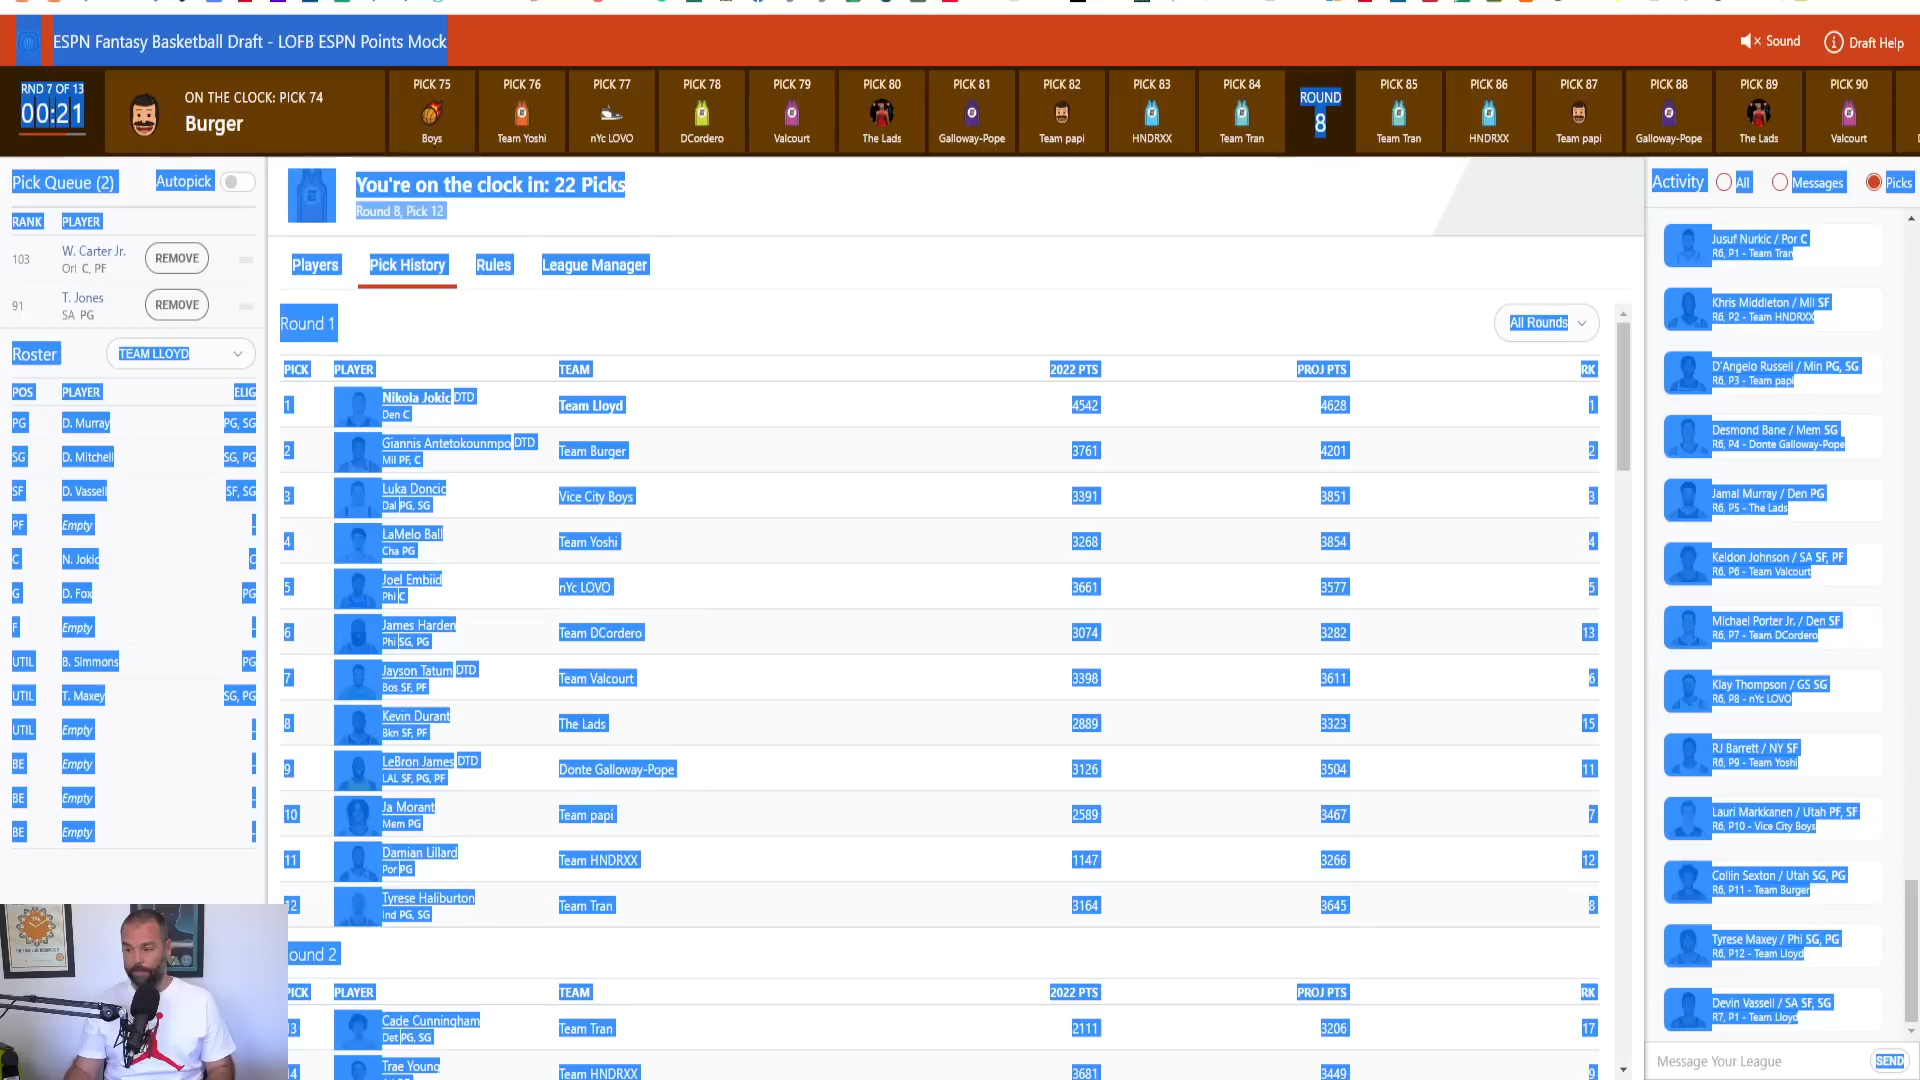 ESPN Fantasy Basketball Draft - LOFB ESPN Points Mock
Sound
Draft Help
RND 7 OF 13
00:21
ON THE CLOCK: PICK 74
Burger
PICK 75
Boys
PICK 76
Team Yoshi
PICK 77
nYc LOVO
PICK 78
DCordero
PICK 79
Valcourt
PICK 80
The Lads
PICK 81
Galloway-Pope
PICK 82
Team papi
PICK 83
HNDRXX
PICK 84
Team Tran
ROUND
8
PICK 85
Team Tran
PICK 86
HNDRXX
PICK 87
Team papi
PICK 88
Galloway-Pope
PICK 89
The Lads
PICK 90
Valcourt
Pick Queue (2)
Autopick
RANK PLAYER
103 W. Carter Jr. REMOVE
Orl C, PF
91 T. Jones REMOVE
SA PG
Roster
TEAM LLOYD
POS PLAYER ELIG
PG D. Murray PG, SG
SG D. Mitchell SG, PG
SF D. Vassell SF, SG
PF Empty -
C N. Jokic C
G D. Fox PG
F Empty -
UTIL B. Simmons PG
UTIL T. Maxey SG, PG
UTIL Empty -
BE Empty -
BE Empty -
BE Empty -
You're on the clock in: 22 Picks
Round 8, Pick 12
Players Pick History Rules League Manager
Round 1
All Rounds
PICK PLAYER TEAM 2022 PTS PROJ PTS RK
1 Nikola Jokic DTD Team Lloyd 4542 4628 1
Den C
2 Giannis Antetokounmpo DTD Team Burger 3761 4201 2
Mil PF, C
3 Luka Doncic Vice City Boys 3391 3851 3
Dal PG, SG
4 LaMelo Ball Team Yoshi 3268 3854 4
Cha PG
5 Joel Embiid nYc LOVO 3661 3577 5
Phi C
6 James Harden Team DCordero 3074 3282 13
Phi SG, PG
7 Jayson Tatum DTD Team Valcourt 3398 3611 6
Bos SF, PF
8 Kevin Durant The Lads 2889 3323 15
Bkn SF, PF
9 LeBron James DTD Donte Galloway-Pope 3126 3504 11
LAL SF, PG, PF
10 Ja Morant Team papi 2589 3467 7
Mem PG
11 Damian Lillard Team HNDRXX 1147 3266 12
Por PG
12 Tyrese Haliburton Team Tran 3164 3645 8
Ind PG, SG
ound 2
PICK PLAYER TEAM 2022 PTS PROJ PTS RK
13 Cade Cunningham Team Tran 2111 3206 17
Det PG, SG
14 Trae Young Team HNDRXX 3681 3449 9
Activity All Messages Picks
Jusuf Nurkic / Por C
R6, P1 - Team Tran
Khris Middleton / Mil SF
R6, P2 - Team HNDRXX
D'Angelo Russell / Min PG, SG
R6, P3 - Team papi
Desmond Bane / Mem SG
R6, P4 - Donte Galloway-Pope
Jamal Murray / Den PG
R6, P5 - The Lads
Keldon Johnson / SA SF, PF
R6, P6 - Team Valcourt
Michael Porter Jr. / Den SF
R6, P7 - Team DCordero
Klay Thompson / GS SG
R6, P8 - nYc LOVO
RJ Barrett / NY SF
R6, P9 - Team Yoshi
Lauri Markkanen / Utah PF, SF
R6, P10 - Vice City Boys
Collin Sexton / Utah SG, PG
R6, P11 - Team Burger
Tyrese Maxey / Phi SG, PG
R6, P12 - Team Lloyd
Devin Vassell / SA SF, SG
R7, P1 - Team Lloyd
Message Your League
SEND